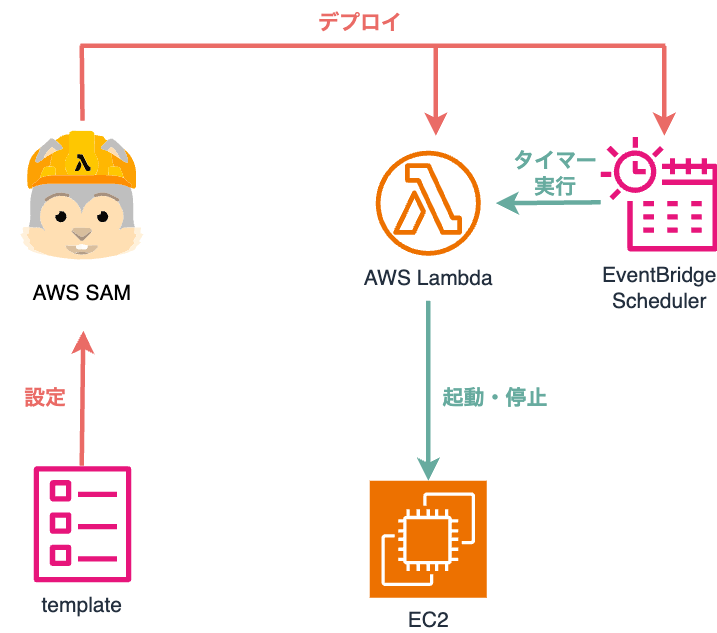 デプロイ
タイマー
実行
AWS SAM
AWS Lambda
EventBridge
Scheduler
設定
起動・停止
template
EC2